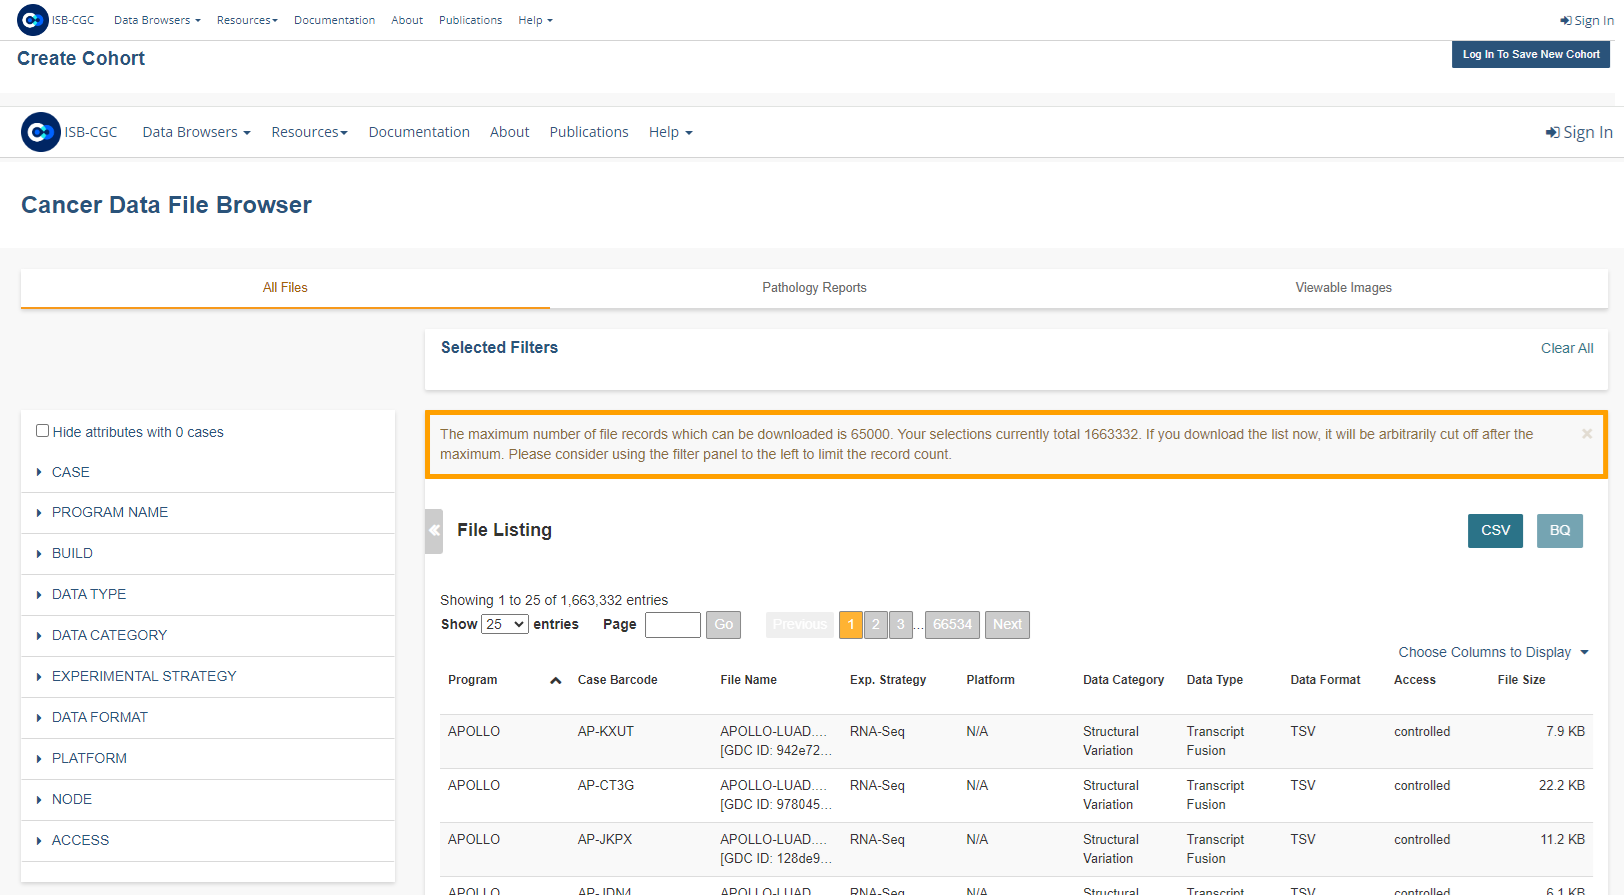 ISB-CGC Data Browsers Resources Documentation About Publications Help Sign In
Create Cohort Log In To Save New Cohort
ISB-CGC Data Browsers Resources Documentation About Publications Help Sign In
Cancer Data File Browser
All Files Pathology Reports Viewable Images
Selected Filters Clear All
Hide attributes with 0 cases
CASE
PROGRAM NAME
BUILD
DATA TYPE
DATA CATEGORY
EXPERIMENTAL STRATEGY
DATA FORMAT
PLATFORM
NODE
ACCESS
The maximum number of file records which can be downloaded is 65000. Your selections currently total 1663332. If you download the list now, it will be arbitrarily cut off after the
maximum. Please consider using the filter panel to the left to limit the record count.
File Listing CSV BQ
Showing 1 to 25 of 1,663,332 entries
Show 25 entries Page Go Previous 1 2 3 ... 66534 Next
Choose Columns to Display
Program Case Barcode File Name Exp. Strategy Platform Data Category Data Type Data Format Access File Size
APOLLO AP-KXUT APOLLO-LUAD.... RNA-Seq N/A Structural Transcript TSV controlled 7.9 KB
[GDC ID: 942e72... Variation Fusion
APOLLO AP-CT3G APOLLO-LUAD.... RNA-Seq N/A Structural Transcript TSV controlled 22.2 KB
[GDC ID: 978045... Variation Fusion
APOLLO AP-JKPX APOLLO-LUAD.... RNA-Seq N/A Structural Transcript TSV controlled 11.2 KB
[GDC ID: 128de9... Variation Fusion
APOLLO AP-JDN4 APOLLO-LUAD RNA-Seq N/A Structural Transcript TSV controlled 6.1 KB